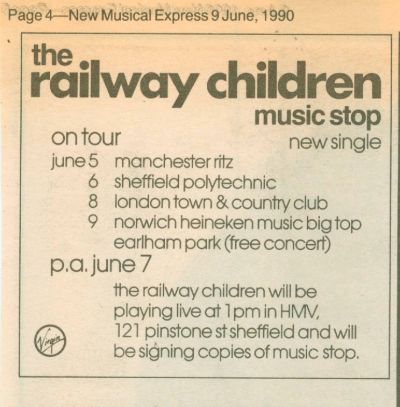 Page 4—New Musical Express 9 June, 1990
the
railway children
music stop
on tour new single
june 5 manchester ritz
6 sheffield polytechnic
8 london town & country club
9 norwich heineken music big top
earlham park (free concert)
p.a. june 7
the railway children will be
playing live at 1pm in HMV,
121 pinstone st sheffield and will
be signing copies of music stop.
Virgin